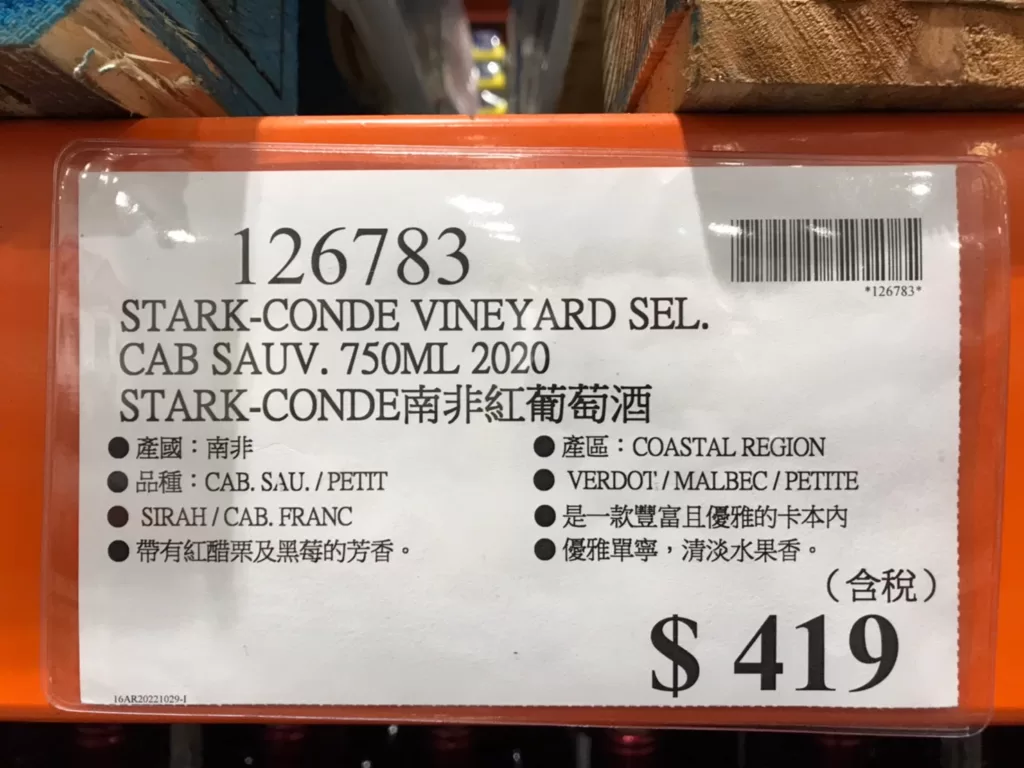 126783
*126783*
STARK-CONDE VINEYARD SEL.
CAB SAUV. 750ML 2020
STARK-CONDE南非紅葡萄酒
●產國：南非
●產區：COASTAL REGION
●品種：CAB. SAU. / PETIT
● VERDOT / MALBEC / PETITE
● SIRAH / CAB. FRANC
●是一款豐富且優雅的卡本內
●帶有紅醋栗及黑莓的芳香。
●優雅單寧，清淡水果香。
（含稅）
$ 419
16AR20221029-1